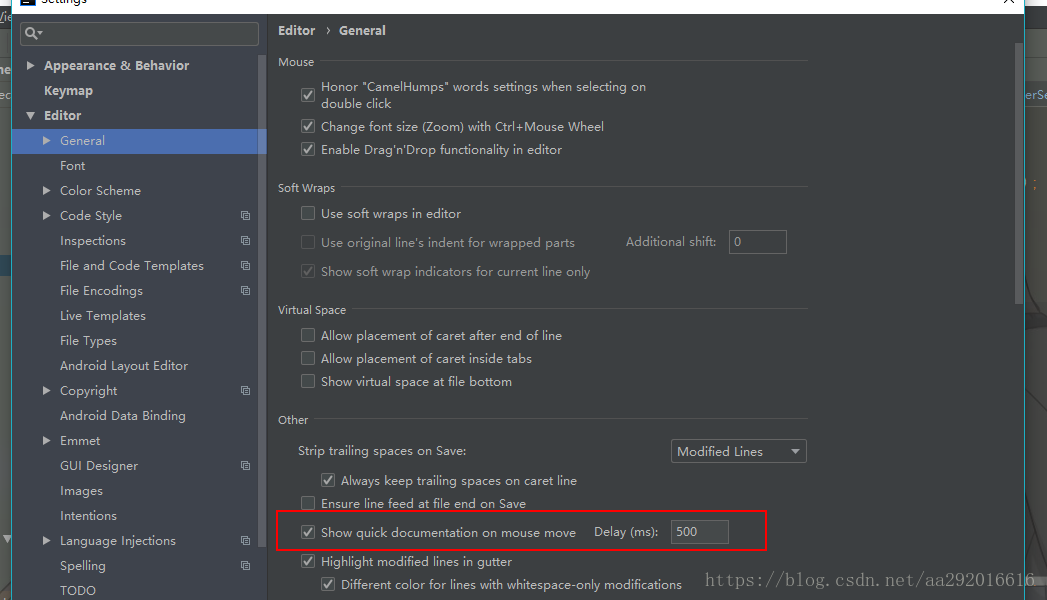 Settings
Appearance & Behavior
Keymap
Editor
General
Font
Color Scheme
Code Style
Inspections
File and Code Templates
File Encodings
Live Templates
File Types
Android Layout Editor
Copyright
Android Data Binding
Emmet
GUI Designer
Images
Intentions
Language Injections
Spelling
TODO
Editor › General
Mouse
Honor "CamelHumps" words settings when selecting on
double click
Change font size (Zoom) with Ctrl+Mouse Wheel
Enable Drag'n'Drop functionality in editor
Soft Wraps
Use soft wraps in editor
Use original line's indent for wrapped parts Additional shift: 0
Show soft wrap indicators for current line only
Virtual Space
Allow placement of caret after end of line
Allow placement of caret inside tabs
Show virtual space at file bottom
Other
Strip trailing spaces on Save: Modified Lines
Always keep trailing spaces on caret line
Ensure line feed at file end on Save
Show quick documentation on mouse move Delay (ms): 500
Highlight modified lines in gutter
Different color for lines with whitespace-only modifications
https://blog.csdn.net/aa292016616